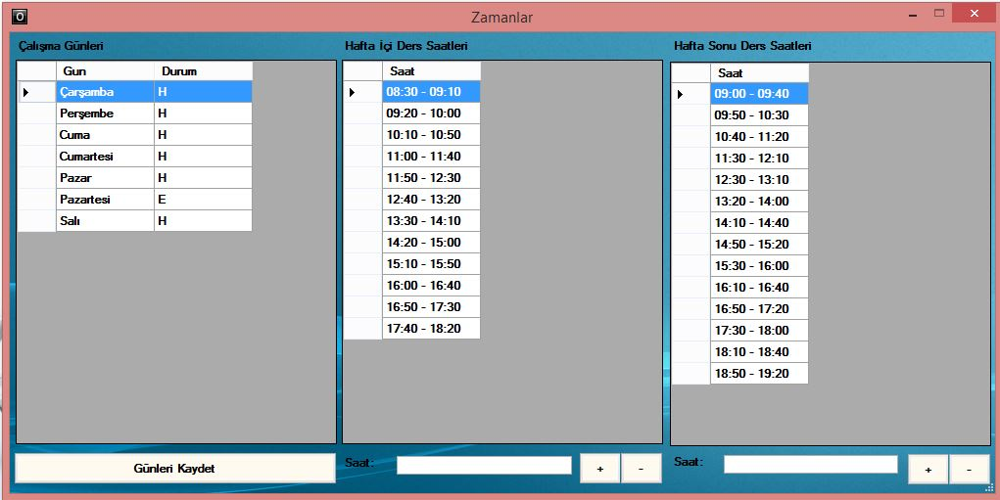 Zamanlar
Çalışma Günleri
Gun Durum
Çarşamba H
Perşembe H
Cuma H
Cumartesi H
Pazar H
Pazartesi E
Salı H
Günleri Kaydet
Hafta İçi Ders Saatleri
Saat
08:30 - 09:10
09:20 - 10:00
10:10 - 10:50
11:00 - 11:40
11:50 - 12:30
12:40 - 13:20
13:30 - 14:10
14:20 - 15:00
15:10 - 15:50
16:00 - 16:40
16:50 - 17:30
17:40 - 18:20
Saat: + -
Hafta Sonu Ders Saatleri
Saat
09:00 - 09:40
09:50 - 10:30
10:40 - 11:20
11:30 - 12:10
12:30 - 13:10
13:20 - 14:00
14:10 - 14:40
14:50 - 15:20
15:30 - 16:00
16:10 - 16:40
16:50 - 17:20
17:30 - 18:00
18:10 - 18:40
18:50 - 19:20
Saat: + -